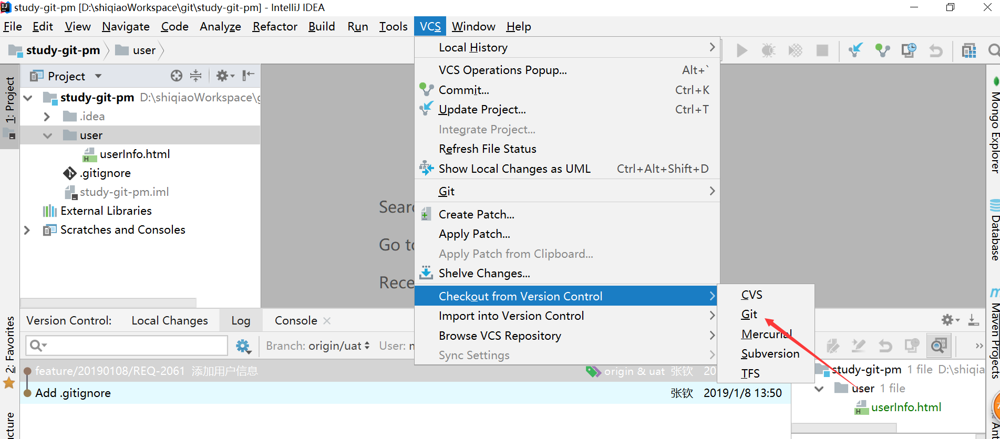 study-git-pm [D:\shiqiaoWorkspace\git\study-git-pm] - IntelliJ IDEA
File Edit View Navigate Code Analyze Refactor Build Run Tools VCS Window Help
study-git-pm user
Project
study-git-pm D:\shiqiaoWorkspace\g
.idea
user
userInfo.html
.gitignore
study-git-pm.iml
External Libraries
Scratches and Consoles
1: Project
2: Favorites
Local History
VCS Operations Popup... Alt+`
Commit... Ctrl+K
Update Project... Ctrl+T
Integrate Project...
Refresh File Status
Show Local Changes as UML Ctrl+Alt+Shift+D
Git
Create Patch...
Apply Patch...
Apply Patch from Clipboard...
Shelve Changes...
Checkout from Version Control
Import into Version Control
Browse VCS Repository
Sync Settings
CVS
Git
Mercurial
Subversion
TFS
Go to
Mongo Explorer
Database
Maven Projects
Ant
Version Control: Local Changes Log Console
Branch: origin/uat User:
feature/20190108/REQ-2061 添加用户信息 origin & uat 张钦 20
Add .gitignore 张钦 2019/1/8 13:50
study-git-pm 1 file D:\shiqia
user 1 file
userInfo.html